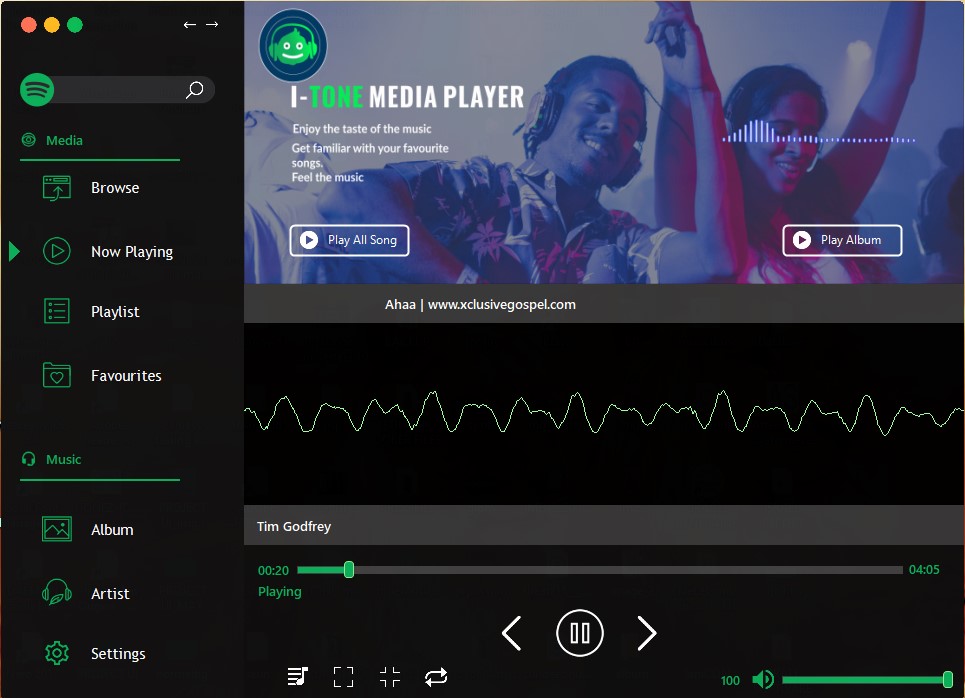 Media
Browse
Now Playing
Playlist
Favourites
Music
Album
Artist
Settings
I-TONE MEDIA PLAYER
Enjoy the taste of the music
Get familiar with your favourite
songs.
Feel the music
Play All Song
Play Album
Ahaa | www.xclusivegospel.com
Tim Godfrey
00:20
04:05
Playing
100